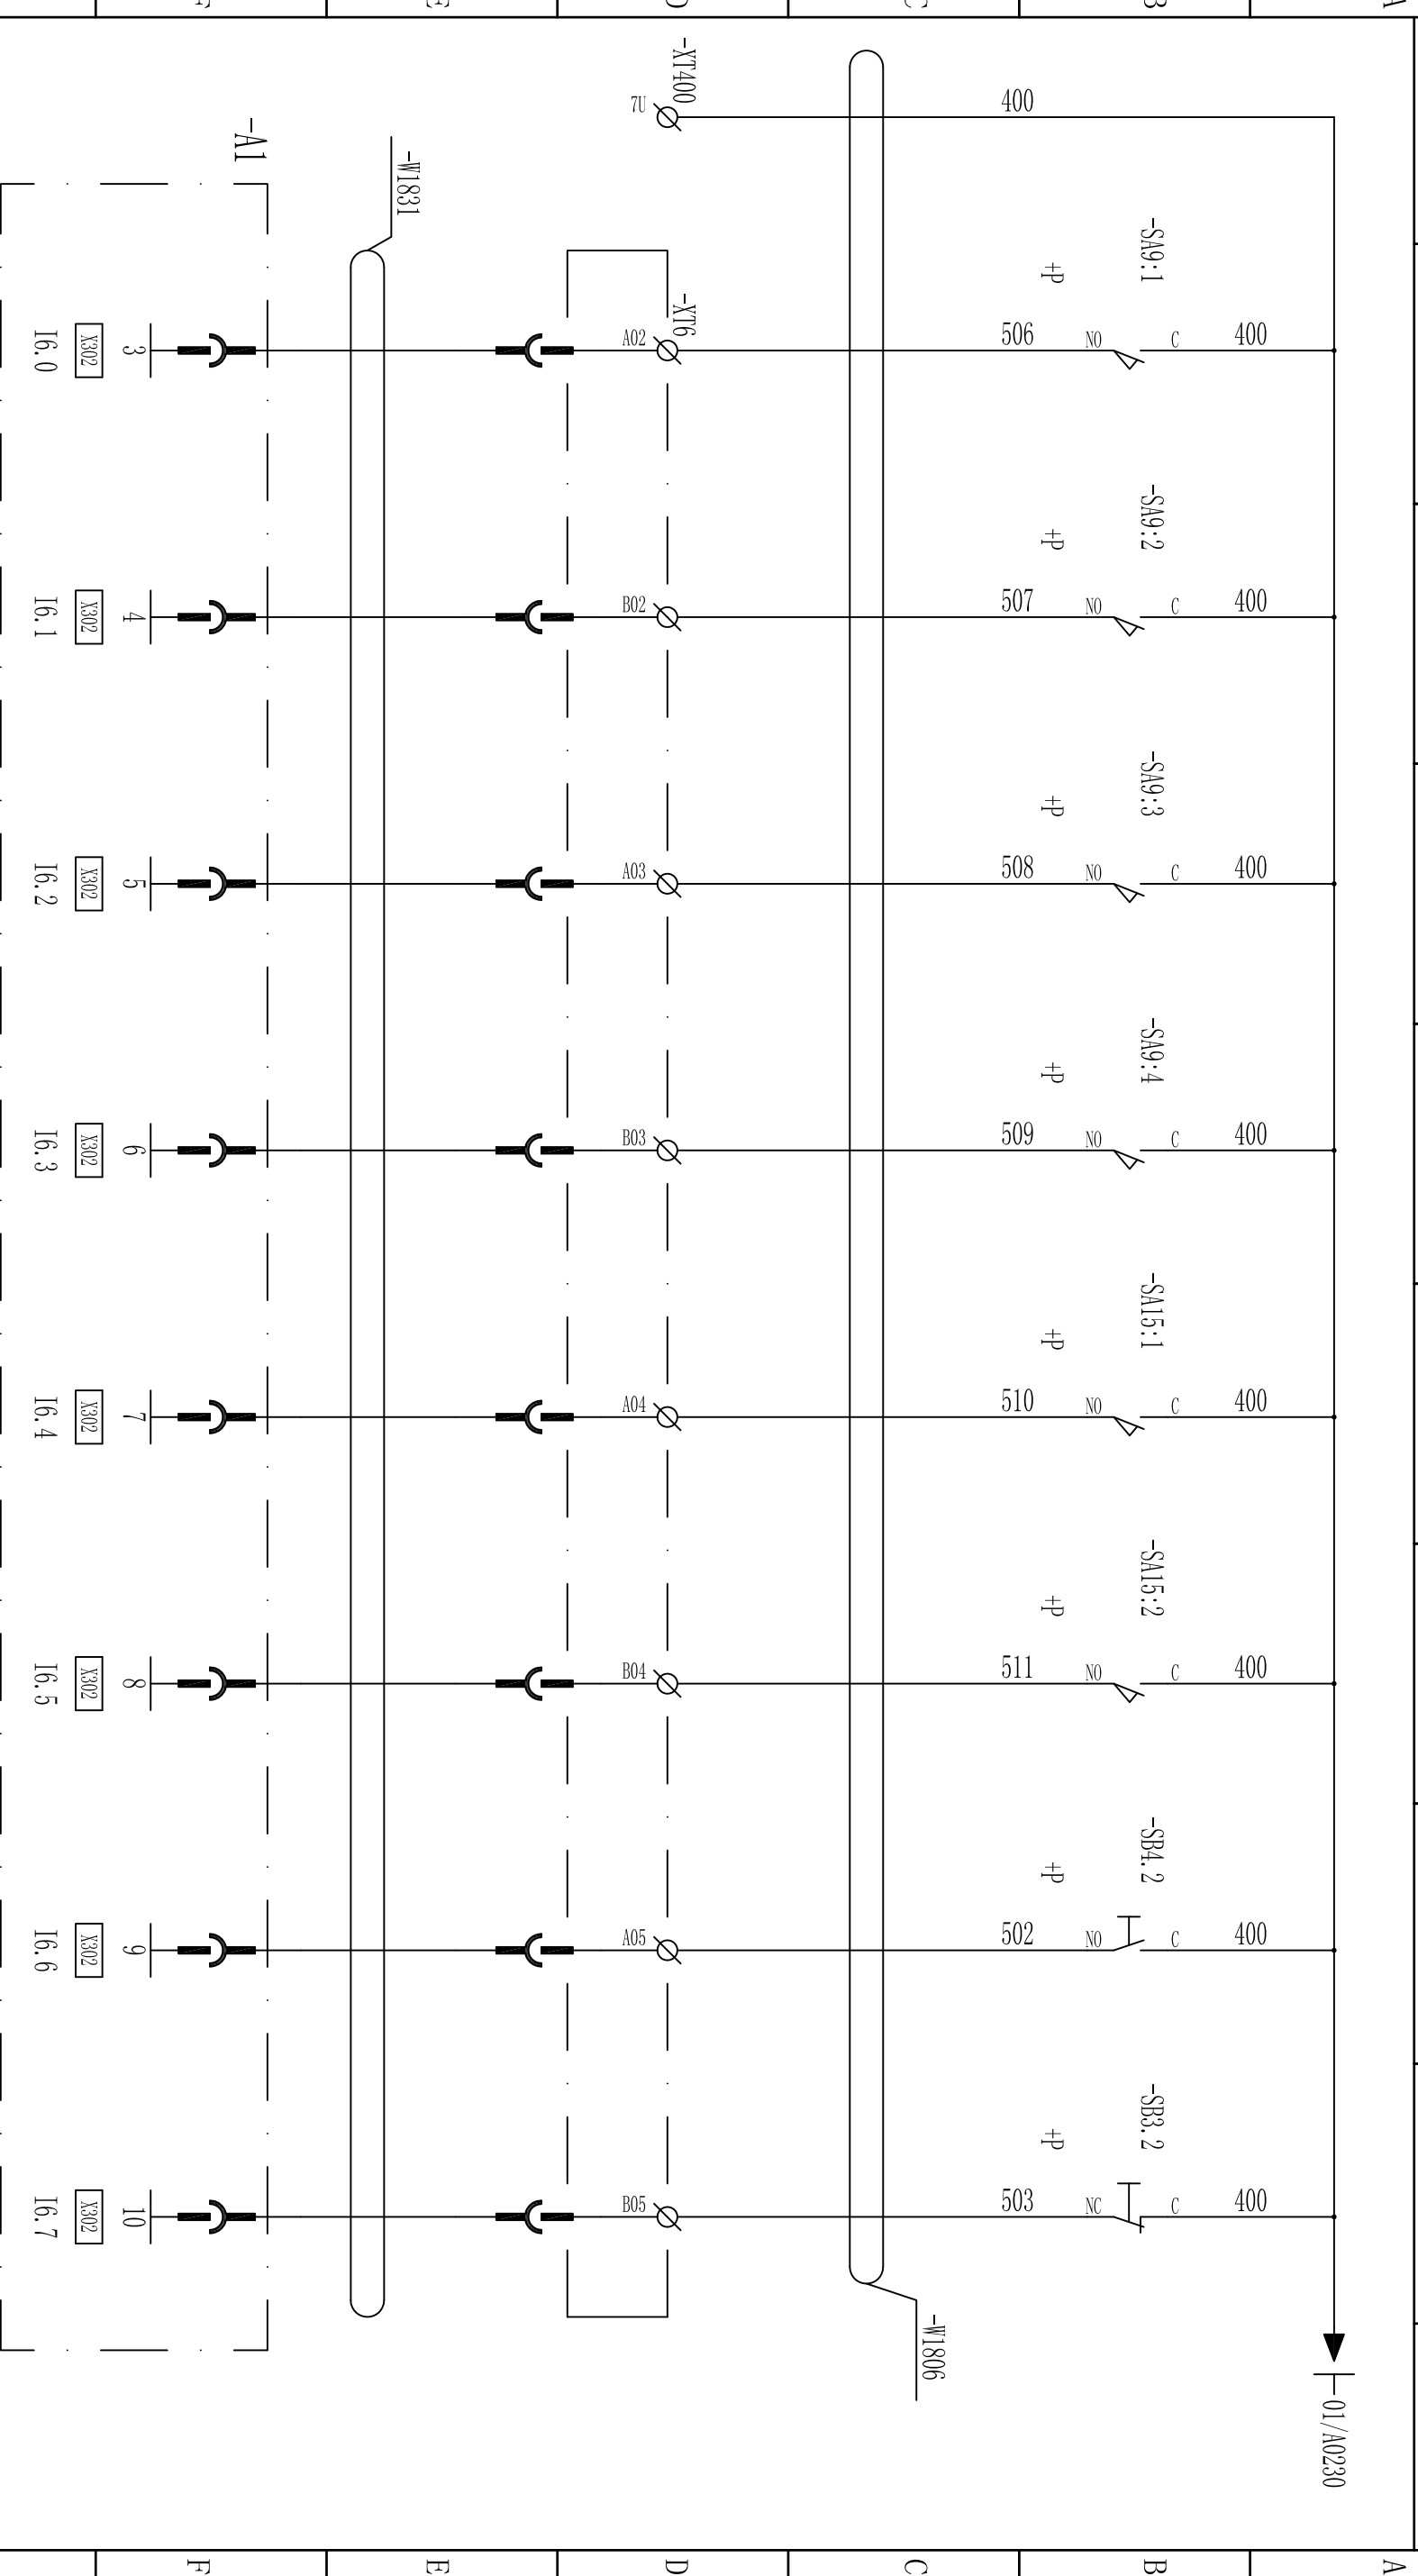 A
B
C
D
E
F
400
-XT400
7U
-SA9:1
+P
-SA9:2
+P
-SA9:3
+P
-SA9:4
+P
-SA15:1
+P
-SA15:2
+P
-SB4.2
+P
-SB3.2
+P
400
400
400
400
400
400
400
400
C
C
C
C
C
C
C
C
NO
NO
NO
NO
NO
NO
NO
NC
506
507
508
509
510
511
502
503
01/A0230
-W1806
-XT6
A02
B02
A03
B03
A04
B04
A05
B05
-W1831
-A1
3
4
5
6
7
8
9
10
X302
X302
X302
X302
X302
X302
X302
X302
I6.0
I6.1
I6.2
I6.3
I6.4
I6.5
I6.6
I6.7
A
B
C
D
E
F